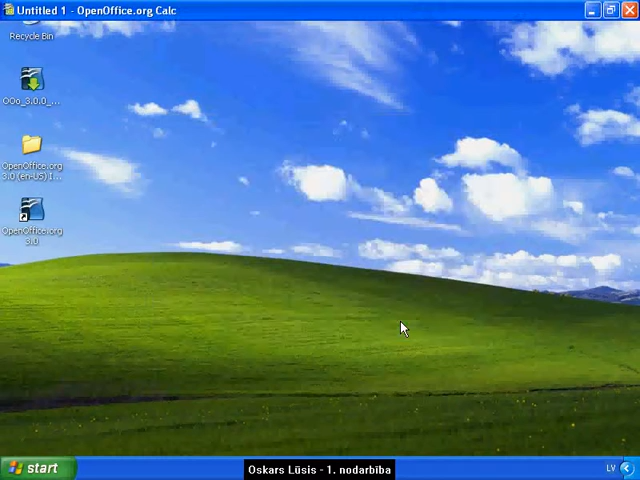 Untitled 1 - OpenOffice.org Calc
Recycle Bin
OOo_3.0.0_...
OpenOffice.org
3.0 (en-US) I...
OpenOffice.org
3.0
start
Oskars Lūsis - 1. nodarbība
LV